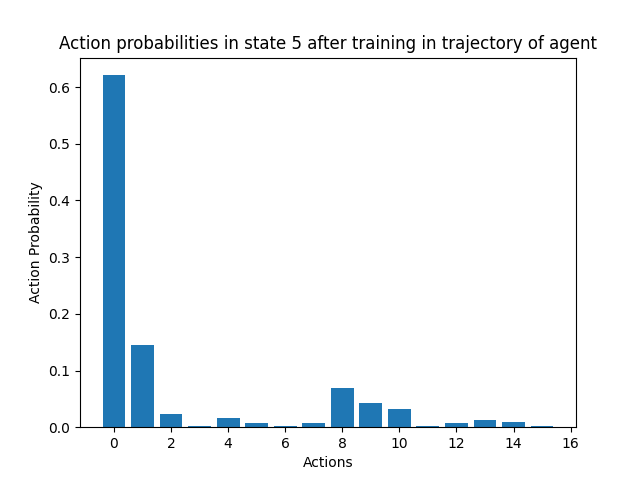 Action probabilities in state 5 after training in trajectory of agent
0.6
0.5
0.4
0.3
0.2
0.1
0.0
Action Probability
0 2 4 6 8 10 12 14 16
Actions